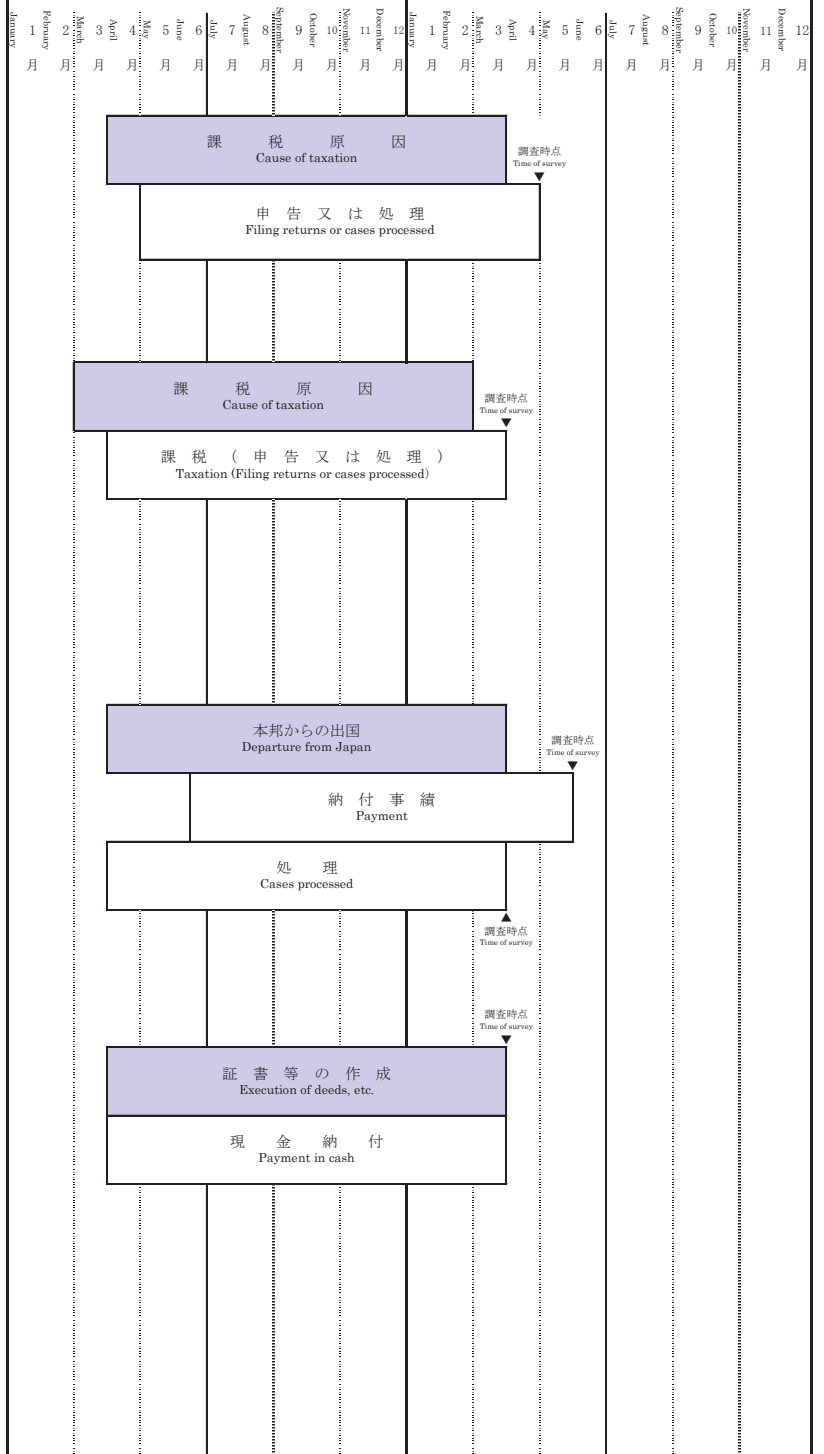 January February March April May June July August September October November December January February March April May June July August September October November December
1 2 3 4 5 6 7 8 9 10 11 12 1 2 3 4 5 6 7 8 9 10 11 12
月 月 月 月 月 月 月 月 月 月 月 月 月 月 月 月 月 月 月 月 月 月 月 月
課 税 原 因
Cause of taxation
調査時点
Time of survey
▼
申 告 又 は 処 理
Filing returns or cases processed
課 税 原 因
Cause of taxation
調査時点
Time of survey
▼
課 税 ( 申 告 又 は 処 理 )
Taxation (Filing returns or cases processed)
本邦からの出国
Departure from Japan
調査時点
Time of survey
▼
納 付 事 績
Payment
処 理
Cases processed
▲
調査時点
Time of survey
調査時点
Time of survey
▼
証 書 等 の 作 成
Execution of deeds, etc.
現 金 納 付
Payment in cash